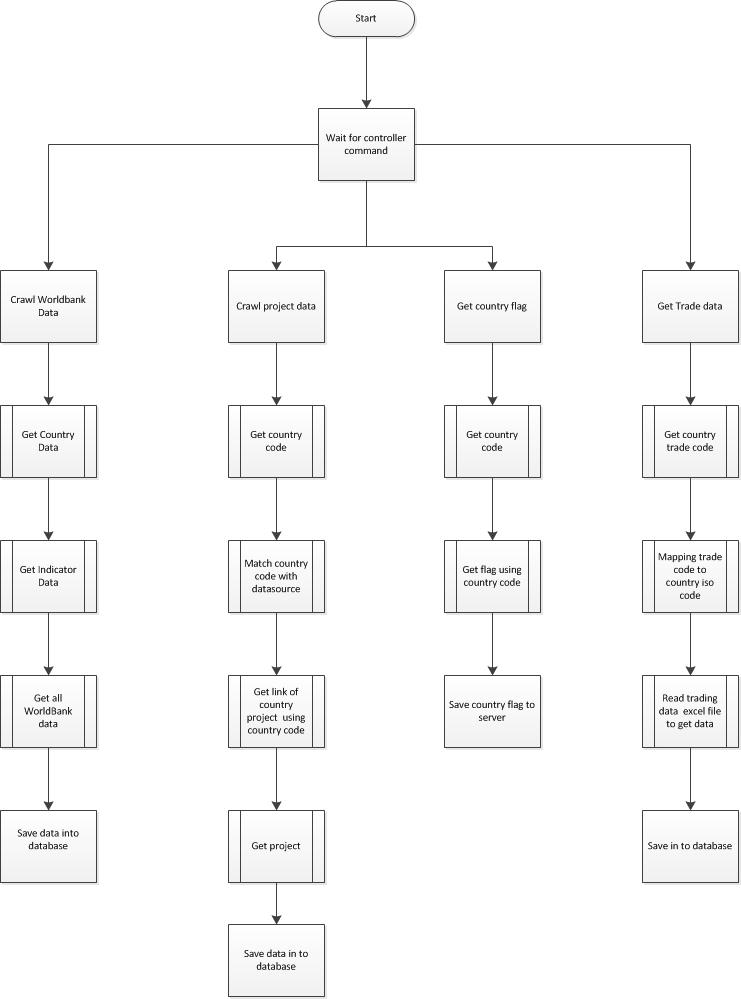 Start
Wait for controller
command
Crawl Worldbank
Data
Crawl project data
Get country flag
Get Trade data
Get Country
Data
Get country
code
Get country
code
Get country
trade code
Get Indicator
Data
Match country
code with
datasource
Get flag using
country code
Mapping trade
code to
country iso
code
Get all
WorldBank
data
Get link of
country
project using
country code
Save country flag to
server
Read trading
data excel file
to get data
Save data into
database
Get project
Save in to database
Save data in to
database